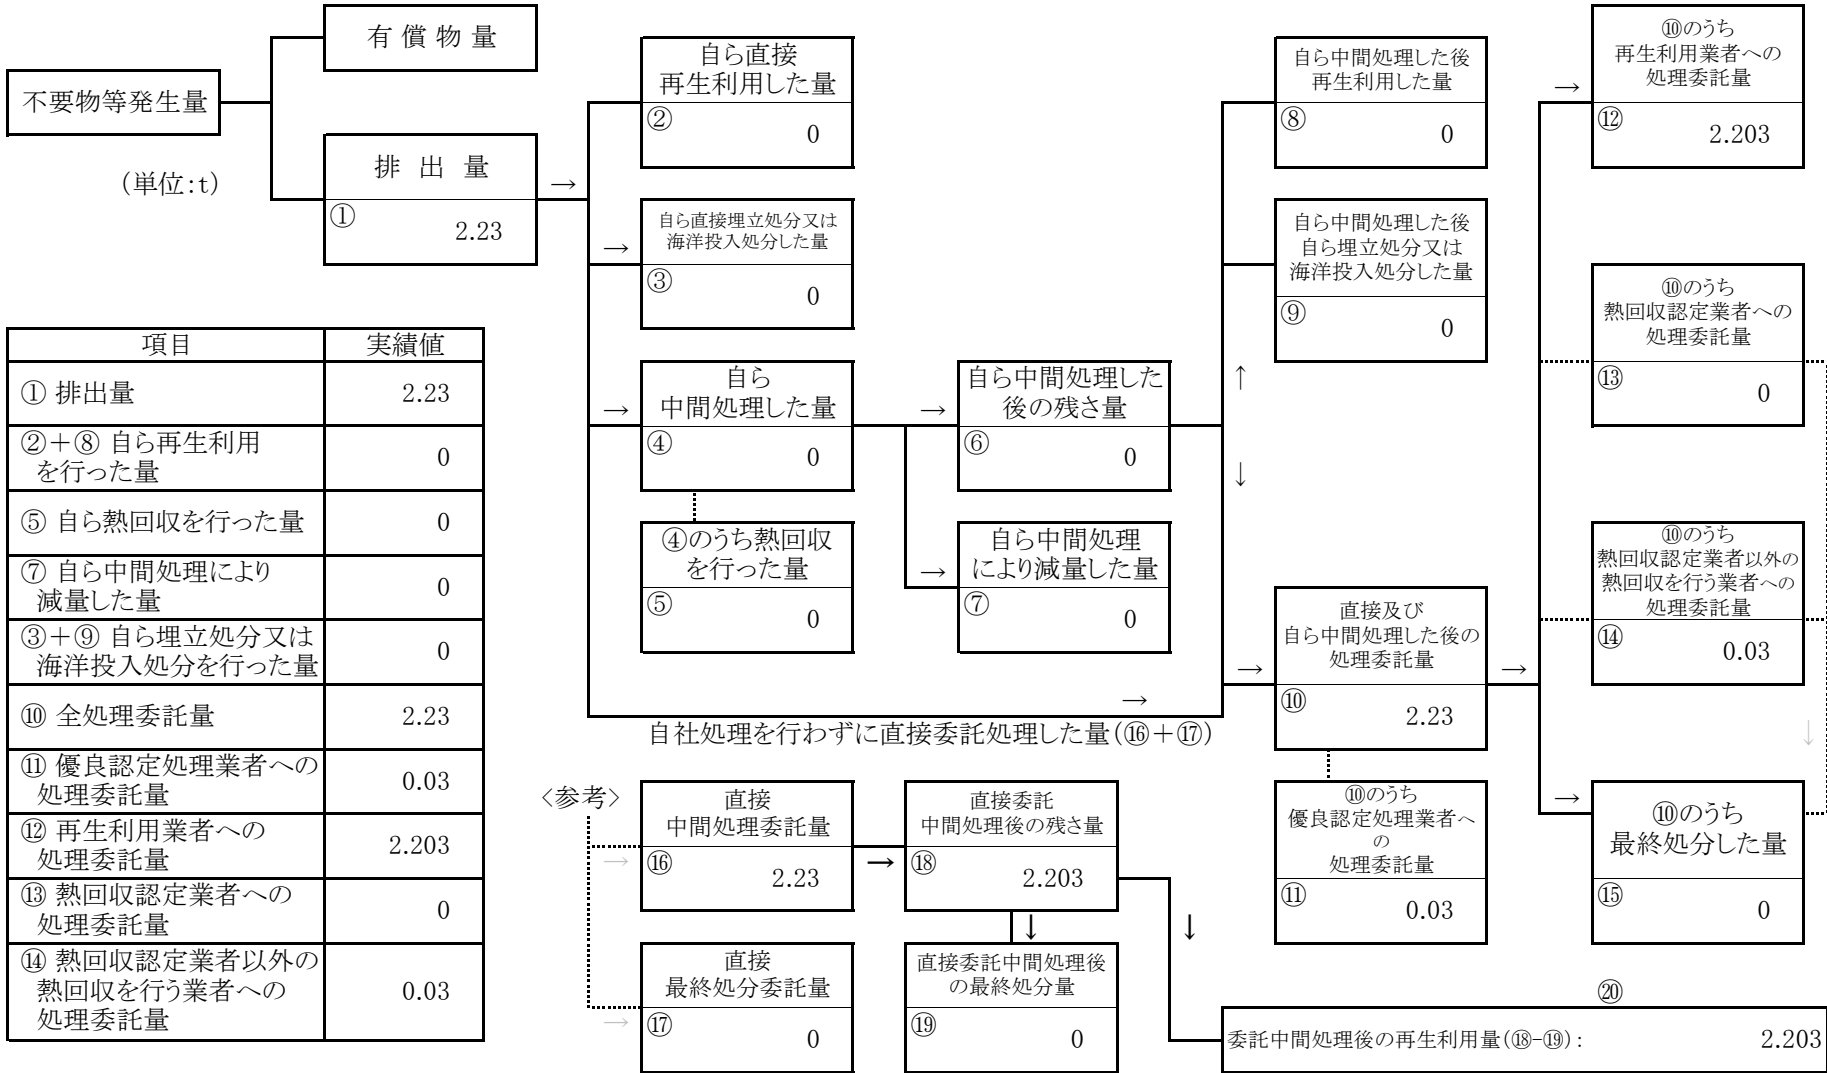 有 償 物 量
不要物等発生量
(単位:t)
排 出 量
①
2.23
→
自ら直接
再生利用した量
②
0
→
自ら直接埋立処分又は
海洋投入処分した量
③
0
→
自ら
中間処理した量
④
0
④のうち熱回収
を行った量
⑤
0
→
自ら中間処理した
後の残さ量
⑥
0
→
自ら中間処理
により減量した量
⑦
0
↑
↓
自ら中間処理した後
再生利用した量
⑧
0
自ら中間処理した後
自ら埋立処分又は
海洋投入処分した量
⑨
0
→
自社処理を行わずに直接委託処理した量(⑯+⑰)
→
直接及び
自ら中間処理した後の
処理委託量
⑩
2.23
⑩のうち
優良認定処理業者へ
の
処理委託量
⑪
0.03
→
→
⑩のうち
再生利用業者への
処理委託量
⑫
2.203
⑩のうち
熱回収認定業者への
処理委託量
⑬
0
⑩のうち
熱回収認定業者以外の
熱回収を行う業者への
処理委託量
⑭
0.03
↓
→
⑩のうち
最終処分した量
⑮
0
項目 実績値
① 排出量 2.23
②+⑧ 自ら再生利用
を行った量 0
⑤ 自ら熱回収を行った量 0
⑦ 自ら中間処理により
減量した量 0
③+⑨ 自ら埋立処分又は
海洋投入処分を行った量 0
⑩ 全処理委託量 2.23
⑪ 優良認定処理業者への
処理委託量 0.03
⑫ 再生利用業者への
処理委託量 2.203
⑬ 熱回収認定業者への
処理委託量 0
⑭ 熱回収認定業者以外の
熱回収を行う業者への
処理委託量 0.03
〈参考〉
→
直接
中間処理委託量
⑯
2.23
→
直接委託
中間処理後の残さ量
⑱
2.203
↓
↓
→
直接
最終処分委託量
⑰
0
直接委託中間処理後
の最終処分量
⑲
0
⑳
委託中間処理後の再生利用量(⑱-⑲): 2.203